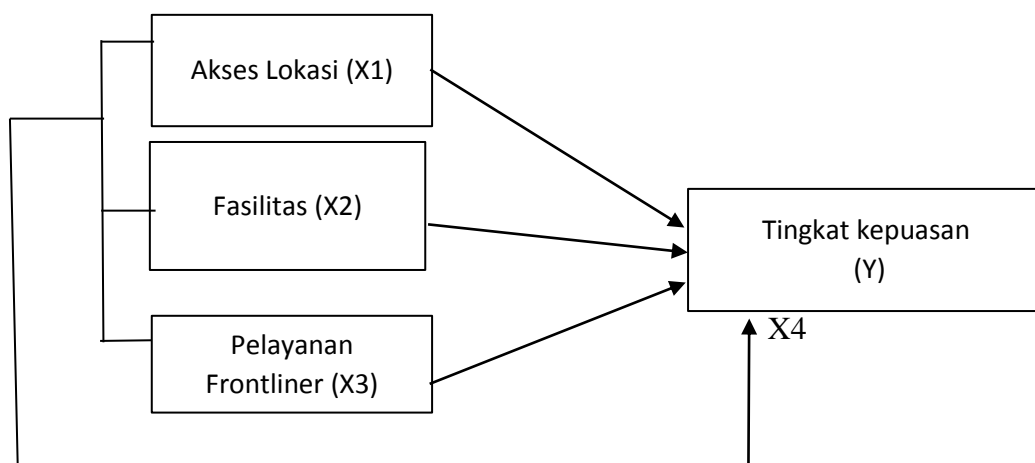 Akses Lokasi (X1)
Fasilitas (X2)
Pelayanan
Frontliner (X3)
Tingkat kepuasan
(Y)
X4